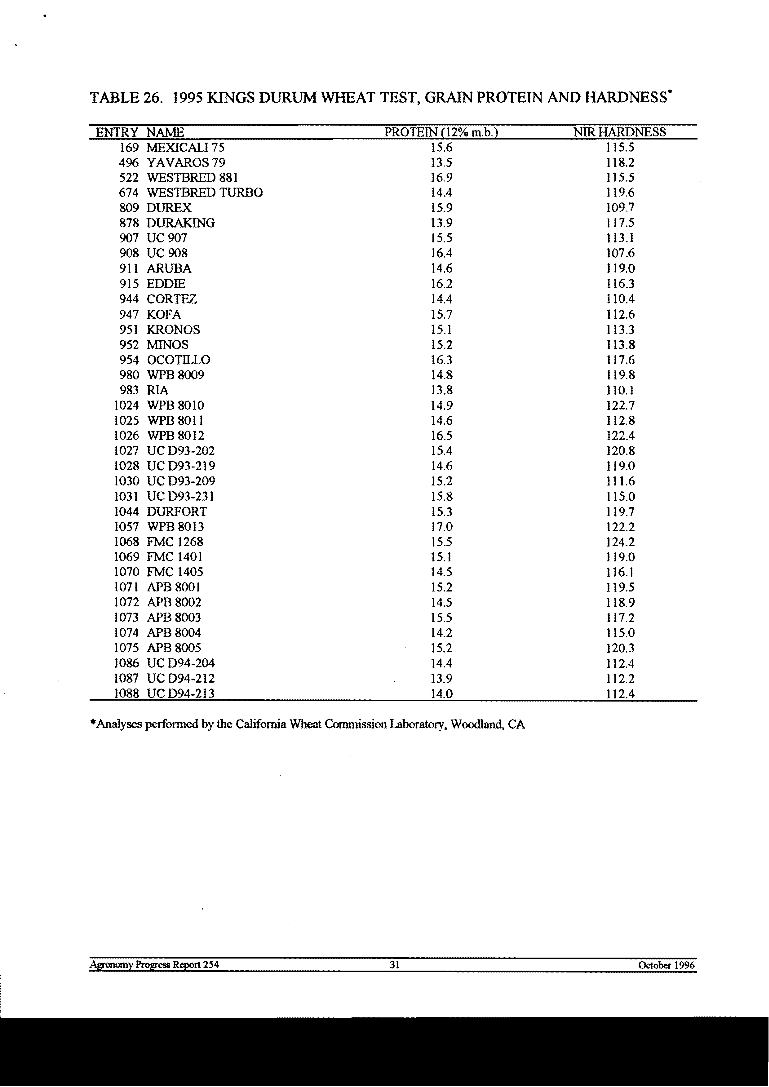 TABLE 26. 1995 KINGS DURUM WHEAT TEST, GRAIN PROTEIN AND HARDNESS*
ENTRY NAME PROTEIN (12% m.b.) NIR HARDNESS
169 MEXICALI 75 15.6 115.5
496 YAVAROS 79 13.5 118.2
522 WESTBRED 881 16.9 115.5
674 WESTBRED TURBO 14.4 119.6
809 DUREX 15.9 109.7
878 DURAKING 13.9 117.5
907 UC 907 15.5 113.1
908 UC 908 16.4 107.6
911 ARUBA 14.6 119.0
915 EDDIE 16.2 116.3
944 CORTEZ 14.4 110.4
947 KOFA 15.7 112.6
951 KRONOS 15.1 113.3
952 MINOS 15.2 113.8
954 OCOTILLO 16.3 117.6
980 WPB 8009 14.8 119.8
983 RIA 13.8 110.1
1024 WPB 8010 14.9 122.7
1025 WPB 8011 14.6 112.8
1026 WPB 8012 16.5 122.4
1027 UC D93-202 15.4 120.8
1028 UC D93-219 14.6 119.0
1030 UC D93-209 15.2 111.6
1031 UC D93-231 15.8 115.0
1044 DURFORT 15.3 119.7
1057 WPB 8013 17.0 122.2
1068 FMC 1268 15.5 124.2
1069 FMC 1401 15.1 119.0
1070 FMC 1405 14.5 116.1
1071 APB 8001 15.2 119.5
1072 APB 8002 14.5 118.9
1073 APB 8003 15.5 117.2
1074 APB 8004 14.2 115.0
1075 APB 8005 15.2 120.3
1086 UC D94-204 14.4 112.4
1087 UC D94-212 13.9 112.2
1088 UC D94-213 14.0 112.4
*Analyses performed by the California Wheat Commission Laboratory, Woodland, CA
Agronomy Progress Report 254 31 October 1996